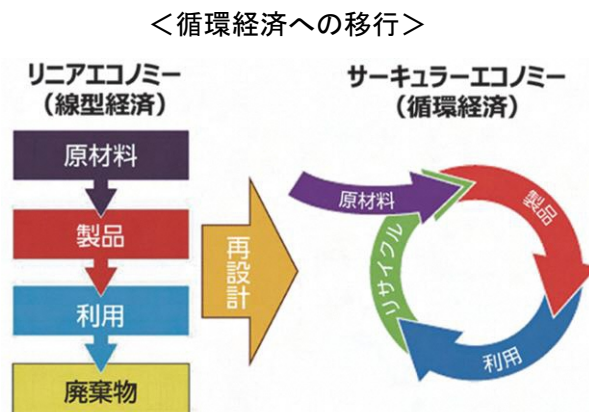 ＜循環経済への移行＞
リニアエコノミー
（線型経済）
原材料
製品
利用
廃棄物
再設計
サーキュラーエコノミー
（循環経済）
原材料
製品
利用
リサイクル